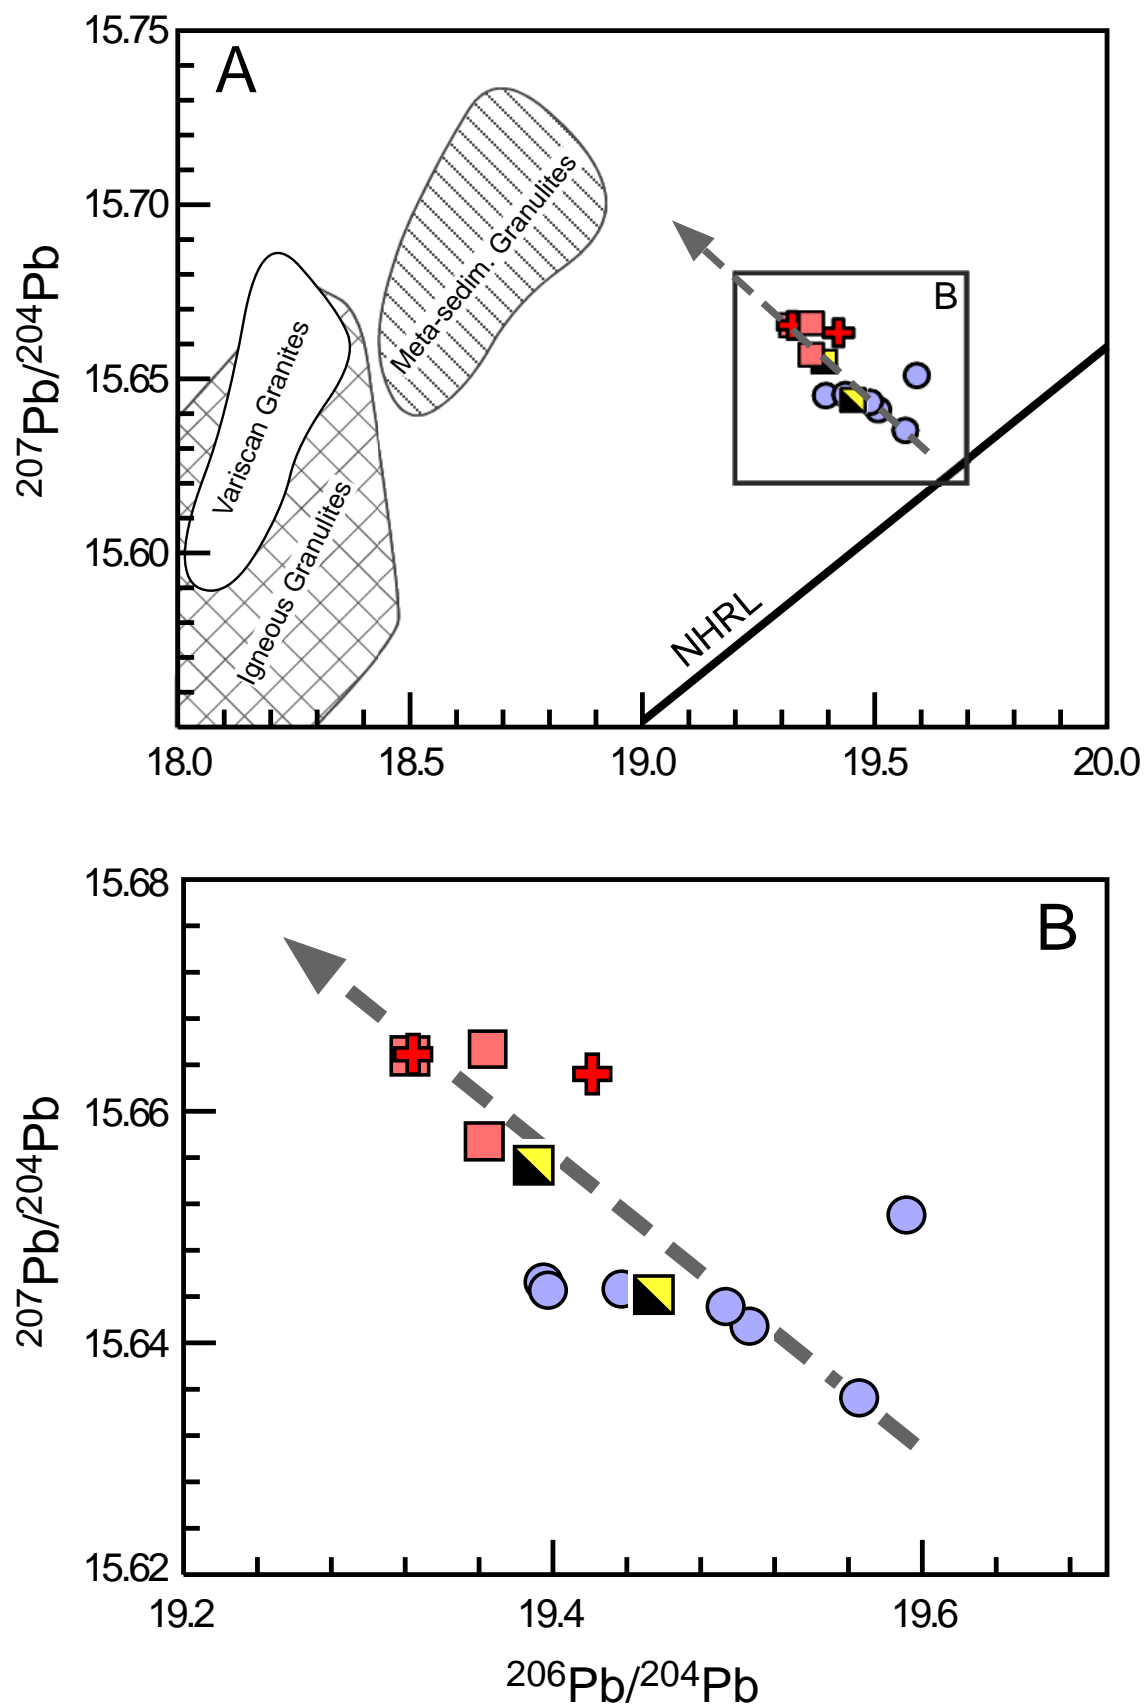 15.75
A
15.70
15.65
15.60
²⁰⁷Pb/²⁰⁴Pb
Meta-sedim. Granulites
Variscan Granites
Igneous Granulites
B
NHRL
18.0 18.5 19.0 19.5 20.0
15.68
B
15.66
15.64
15.62
²⁰⁷Pb/²⁰⁴Pb
19.2 19.4 19.6
²⁰⁶Pb/²⁰⁴Pb